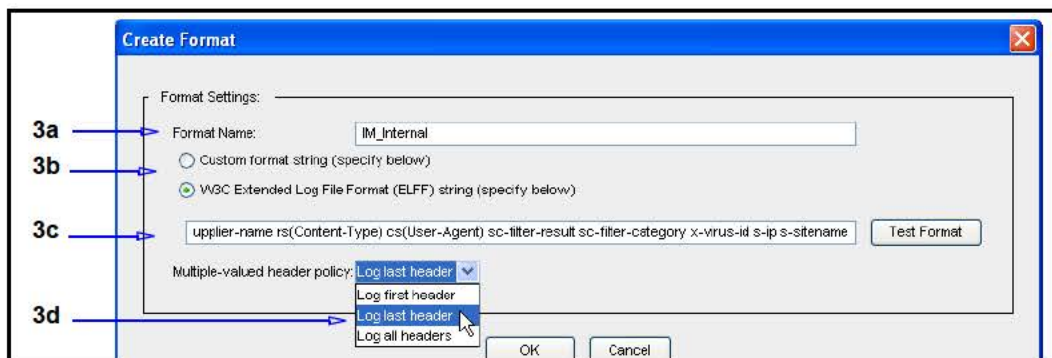 Create Format
Format Settings:
3a
Format Name:
IM_Internal
3b
Custom format string (specify below)
W3C Extended Log File Format (ELFF) string (specify below)
3c
upplier-name rs(Content-Type) cs(User-Agent) sc-filter-result sc-filter-category x-virus-id s-ip s-sitename
Test Format
Multiple-valued header policy:
Log last header
Log first header
3d
Log last header
Log all headers
OK
Cancel